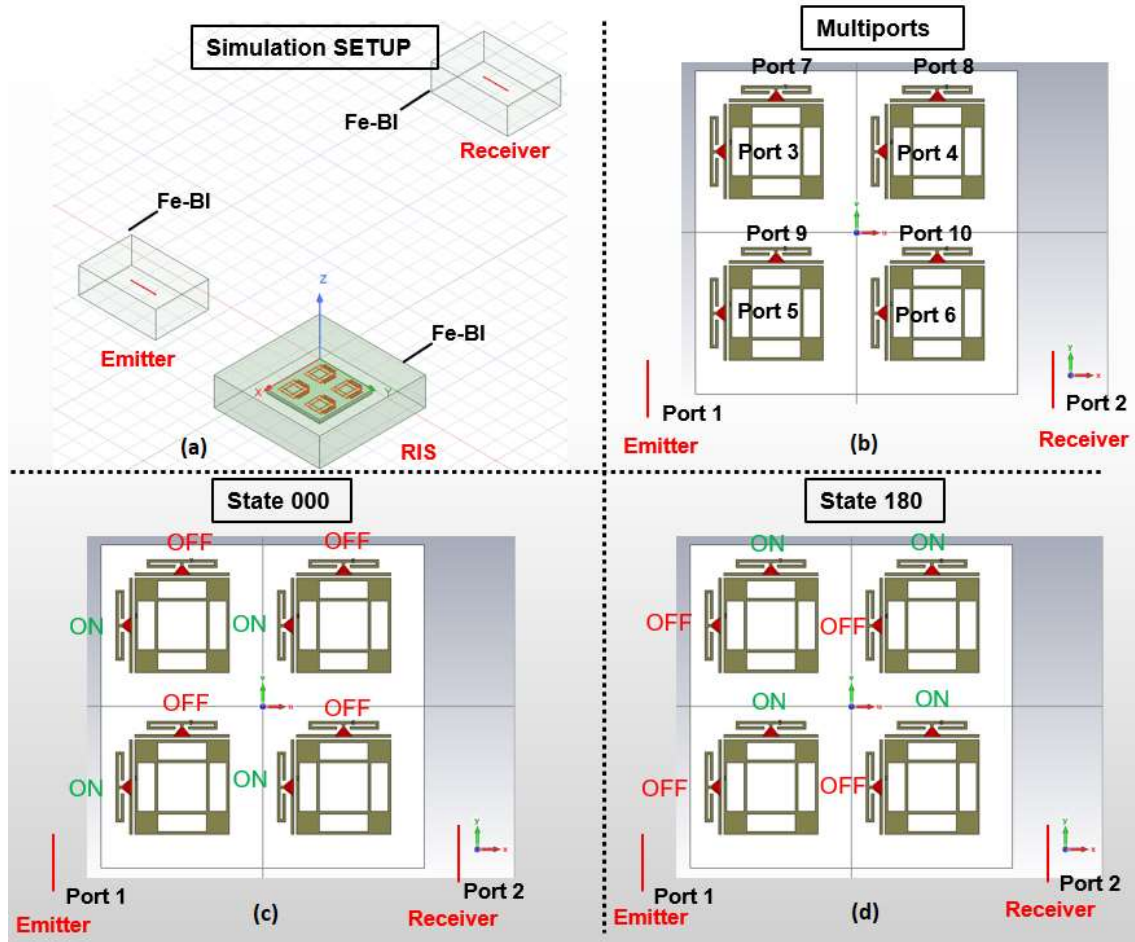 Simulation SETUP
Fe-BI
Receiver
Fe-BI
Emitter
Z
Fe-BI
X
Y
(a)
RIS
Multiports
Port 7
Port 8
Port 3
Port 4
Port 9
Port 10
Port 5
Port 6
Port 1
Port 2
Emitter
(b)
Receiver
State 000
OFF
OFF
ON
ON
OFF
OFF
ON
ON
Port 1
Port 2
Emitter
(c)
Receiver
State 180
ON
ON
OFF
OFF
ON
ON
OFF
OFF
Port 1
Port 2
Emitter
(d)
Receiver